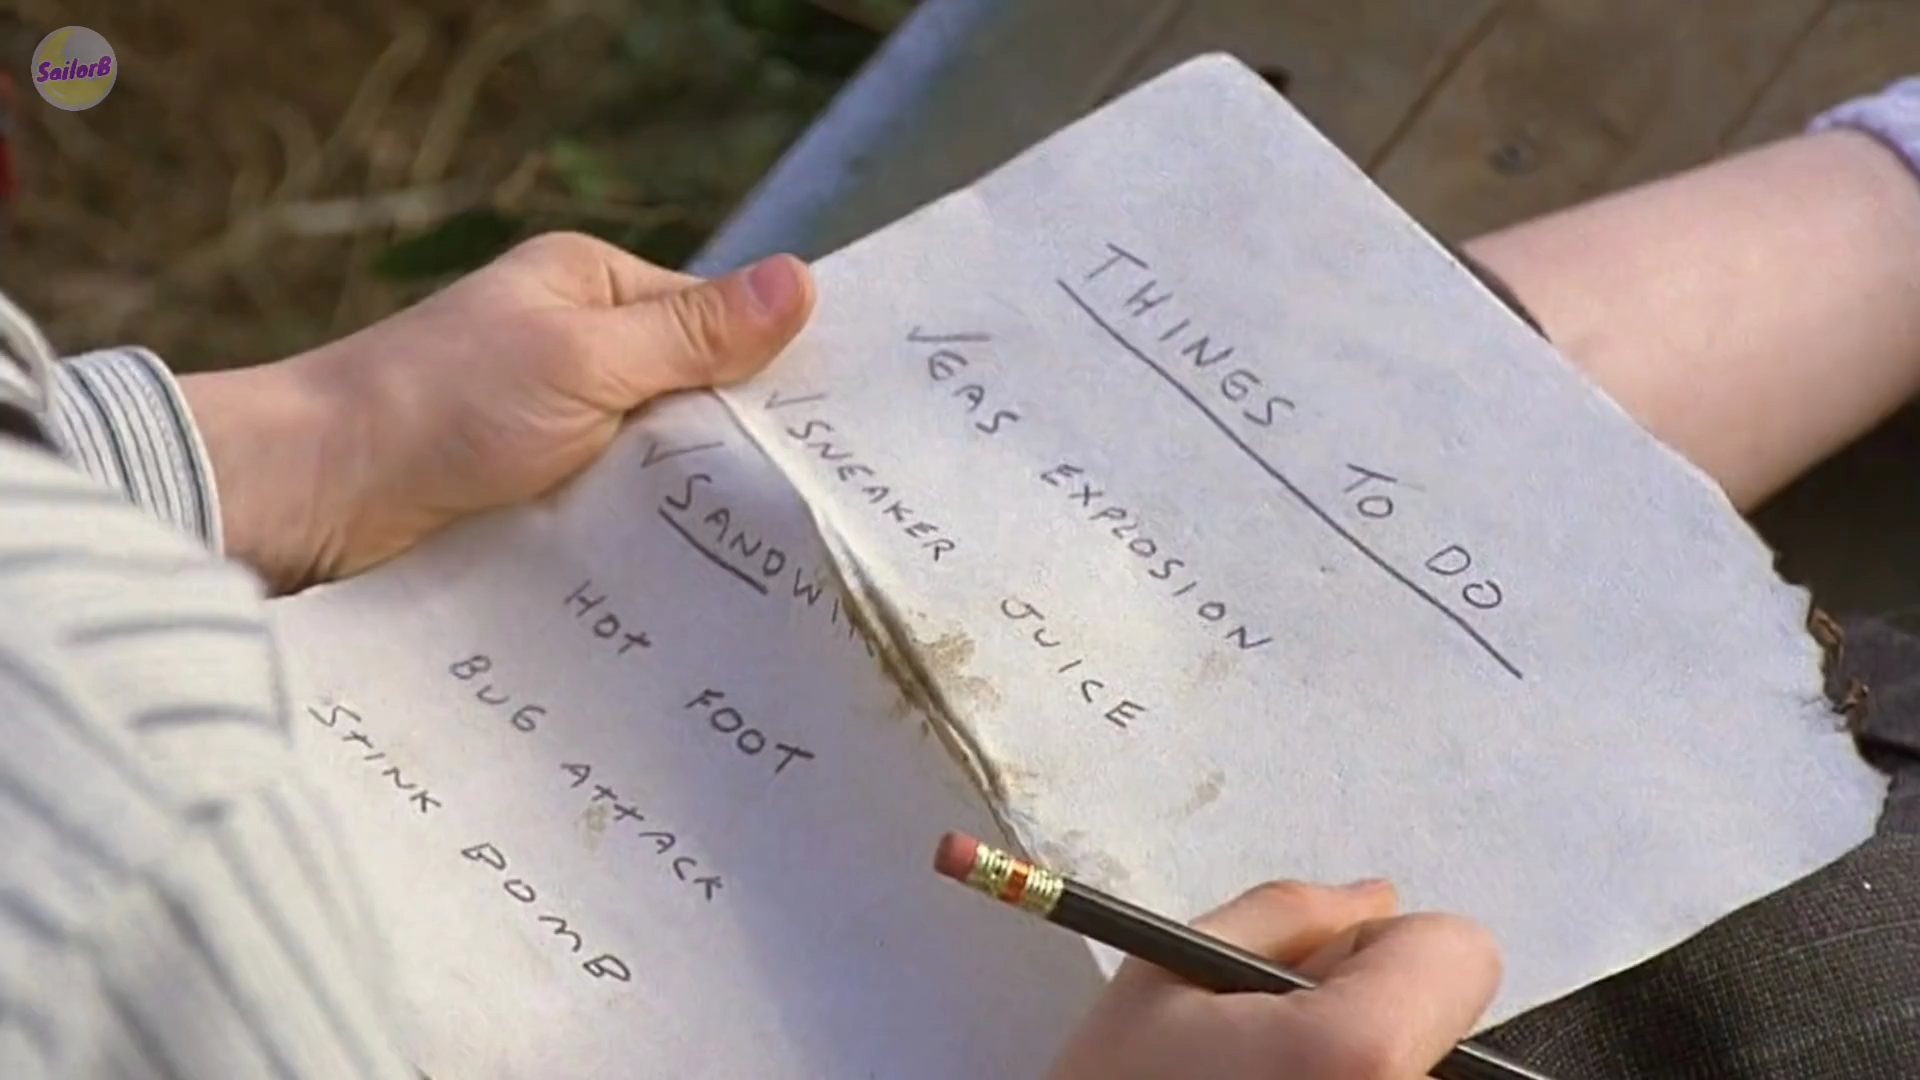 SailorB
THINGS TO DO
✓GAS EXPLOSION
✓SNEAKER JUICE
✓SANDWI
HOT FOOT
BUG ATTACK
STINK BOMB